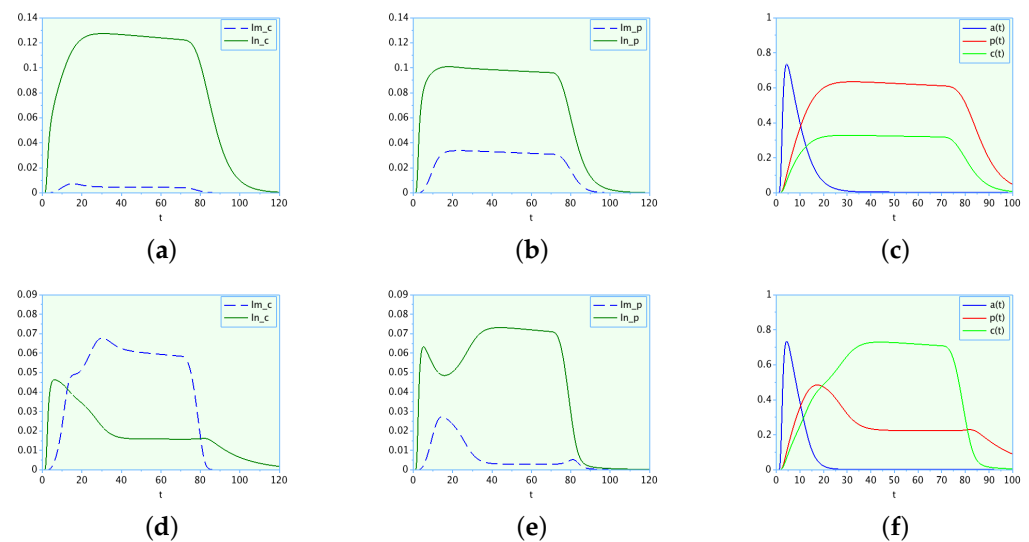 0.14
0.12
0.1
0.08
0.06
0.04
0.02
0
0 20 40 60 80 100 120
t
Im_c
In_c
(a)
0.14
0.12
0.1
0.08
0.06
0.04
0.02
0
0 20 40 60 80 100 120
t
Im_p
In_p
(b)
1
0.8
0.6
0.4
0.2
0
0 10 20 30 40 50 60 70 80 90 100
t
a(t)
p(t)
c(t)
(c)
0.09
0.08
0.07
0.06
0.05
0.04
0.03
0.02
0.01
0
0 20 40 60 80 100 120
t
Im_c
In_c
(d)
0.09
0.08
0.07
0.06
0.05
0.04
0.03
0.02
0.01
0
0 20 40 60 80 100 120
t
Im_p
In_p
(e)
1
0.8
0.6
0.4
0.2
0
0 10 20 30 40 50 60 70 80 90 100
t
a(t)
p(t)
c(t)
(f)